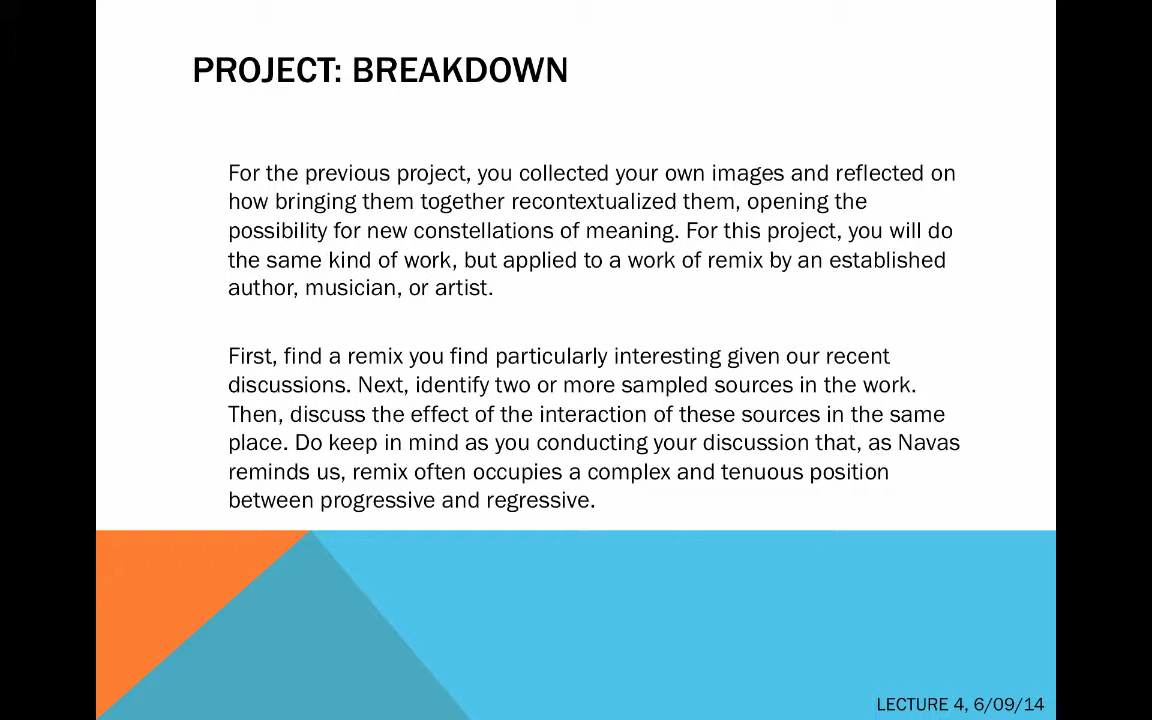 PROJECT: BREAKDOWN
For the previous project, you collected your own images and reflected on
how bringing them together recontextualized them, opening the
possibility for new constellations of meaning. For this project, you will do
the same kind of work, but applied to a work of remix by an established
author, musician, or artist.
First, find a remix you find particularly interesting given our recent
discussions. Next, identify two or more sampled sources in the work.
Then, discuss the effect of the interaction of these sources in the same
place. Do keep in mind as you conducting your discussion that, as Navas
reminds us, remix often occupies a complex and tenuous position
between progressive and regressive.
LECTURE 4, 6/09/14